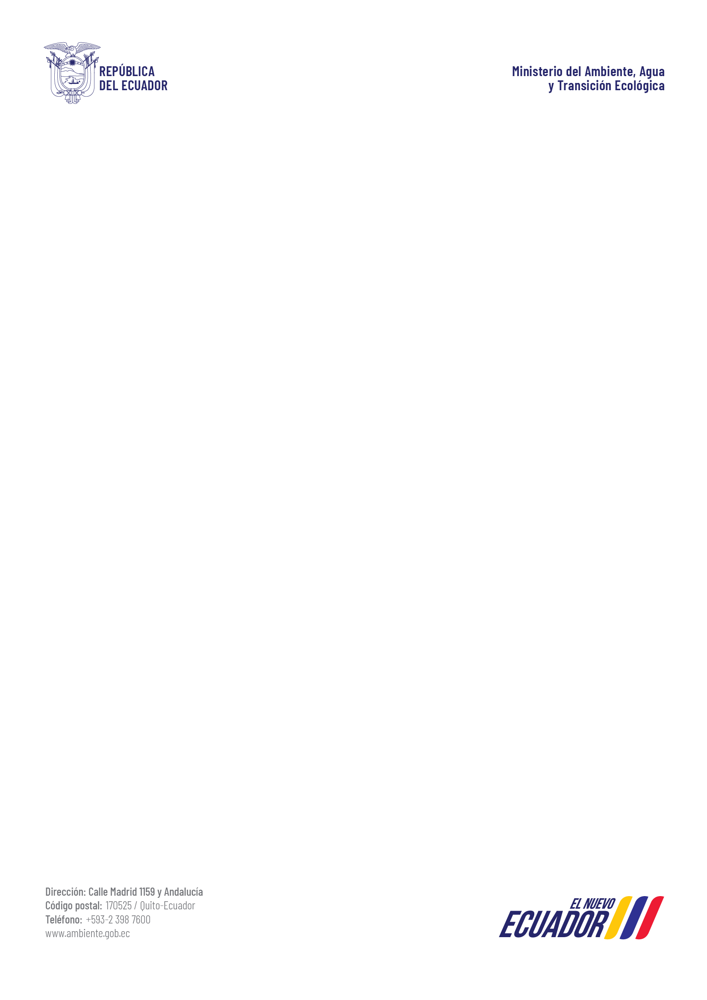 REPÚBLICA
DEL ECUADOR
Ministerio del Ambiente, Agua
y Transición Ecológica
Dirección: Calle Madrid 1159 y Andalucía
Código postal: 170525 / Quito-Ecuador
Teléfono: +593-2 398 7600
www.ambiente.gob.ec
EL NUEVO
ECUADOR